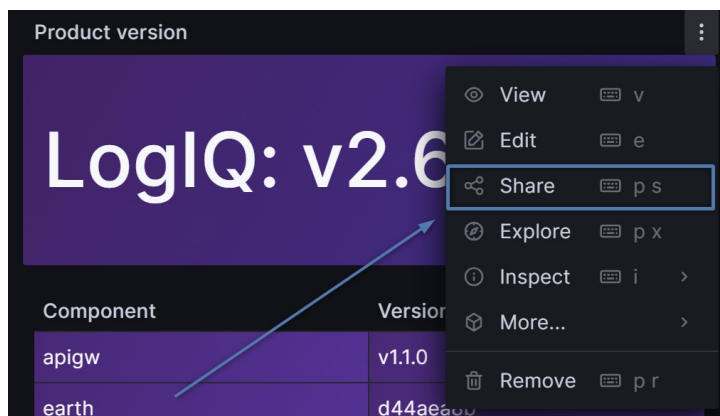 Product version
LogIQ: v2.6
View v
Edit e
Share p s
Explore p x
Inspect i
More...
Remove p r
Component Version
apigw v1.1.0
earth